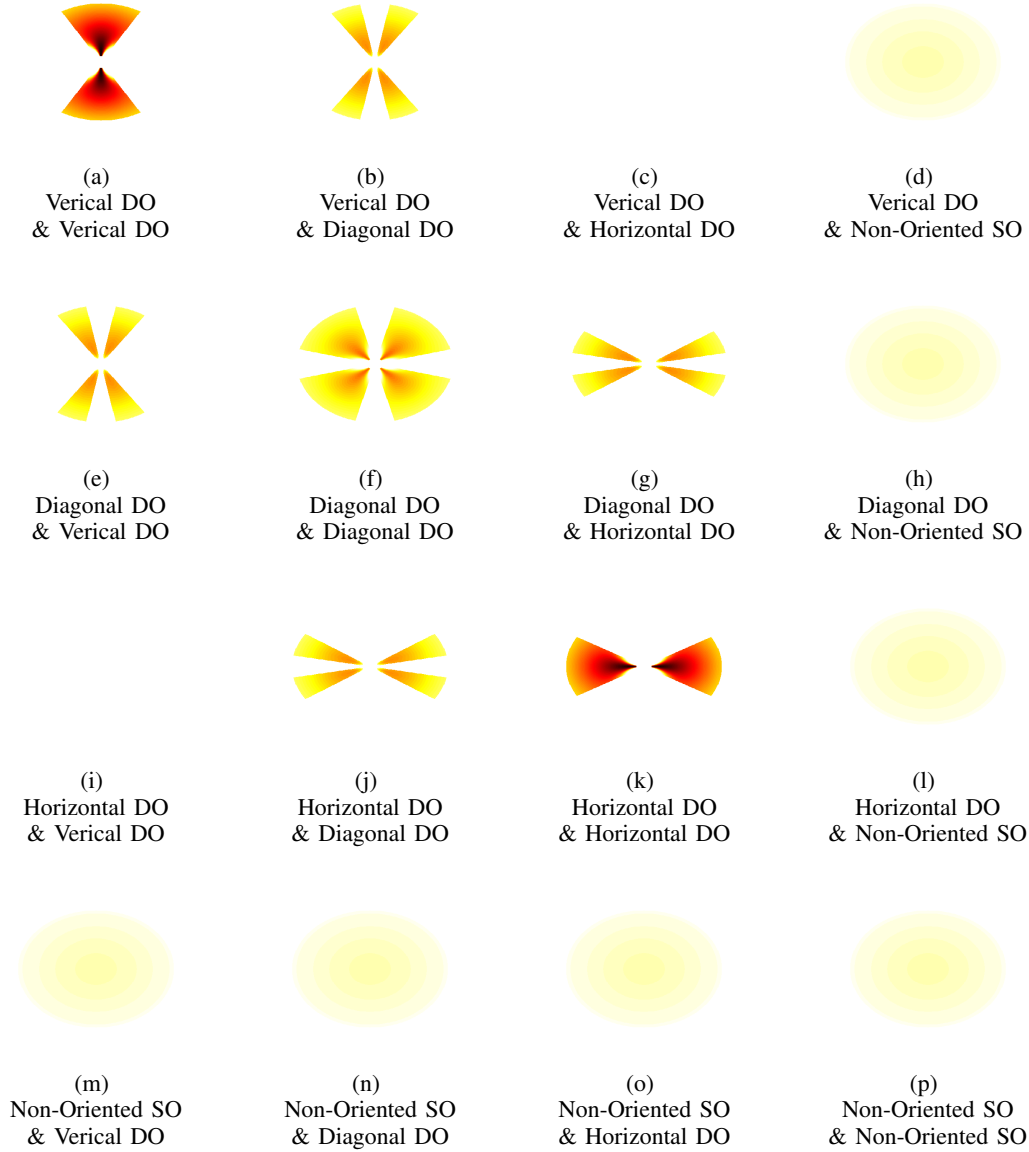 (a)
Verical DO
& Verical DO
(b)
Verical DO
& Diagonal DO
(c)
Verical DO
& Horizontal DO
(d)
Verical DO
& Non-Oriented SO
(e)
Diagonal DO
& Verical DO
(f)
Diagonal DO
& Diagonal DO
(g)
Diagonal DO
& Horizontal DO
(h)
Diagonal DO
& Non-Oriented SO
(i)
Horizontal DO
& Verical DO
(j)
Horizontal DO
& Diagonal DO
(k)
Horizontal DO
& Horizontal DO
(l)
Horizontal DO
& Non-Oriented SO
(m)
Non-Oriented SO
& Verical DO
(n)
Non-Oriented SO
& Diagonal DO
(o)
Non-Oriented SO
& Horizontal DO
(p)
Non-Oriented SO
& Non-Oriented SO